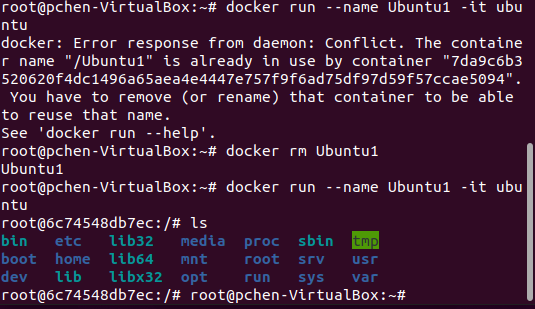 root@pchen-VirtualBox:~# docker run --name Ubuntu1 -it ubu
ntu
docker: Error response from daemon: Conflict. The containe
r name "/Ubuntu1" is already in use by container "7da9c6b3
520620f4dc1496a65aea4e4447e757f9f6ad75df97d59f57ccae5094".
 You have to remove (or rename) that container to be able
to reuse that name.
See 'docker run --help'.
root@pchen-VirtualBox:~# docker rm Ubuntu1
Ubuntu1
root@pchen-VirtualBox:~# docker run --name Ubuntu1 -it ubu
ntu
root@6c74548db7ec:/# ls
bin   etc   lib32   media  proc  sbin  tmp
boot  home  lib64   mnt    root  srv   usr
dev   lib   libx32  opt    run   sys   var
root@6c74548db7ec:/# root@pchen-VirtualBox:~#